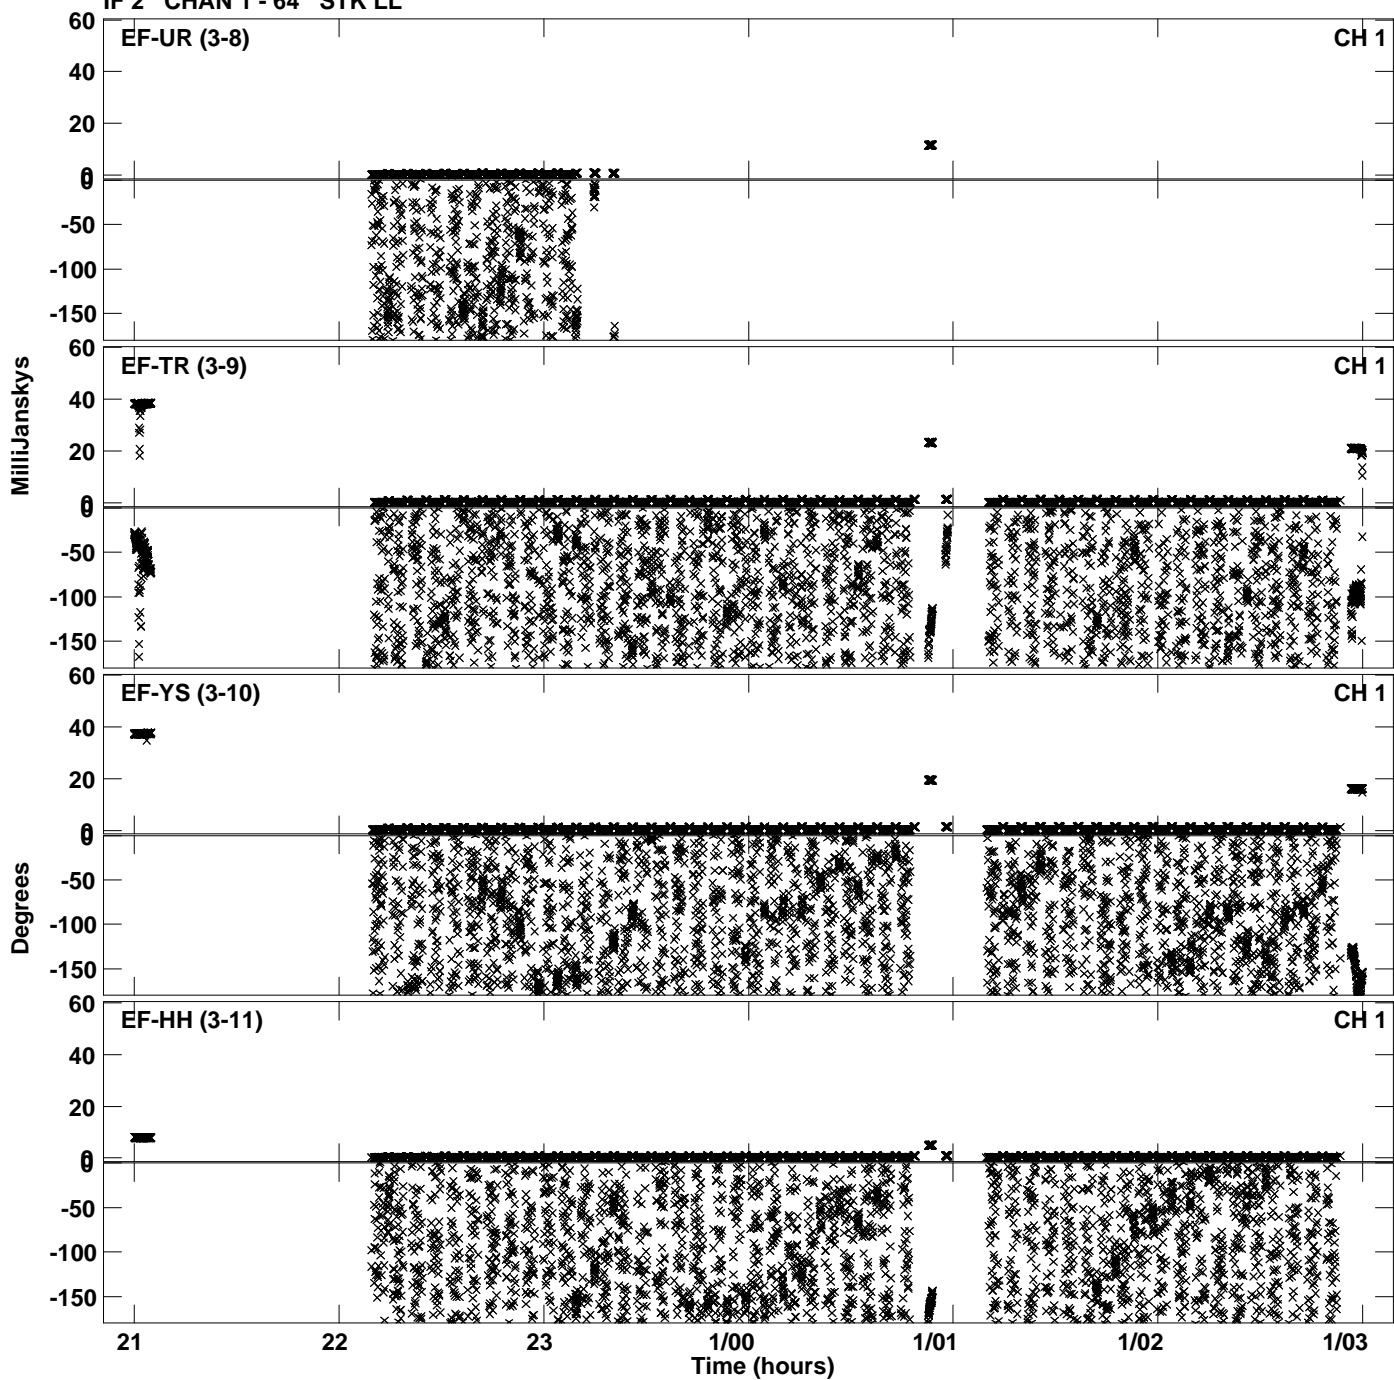 IF 2 CHAN 1 - 64 STK LL
60
EF-UR (3-8)
CH 1
40
20
0
0
-50
-100
-150
60
EF-TR (3-9)
CH 1
40
20
0
0
-50
-100
-150
60
EF-YS (3-10)
CH 1
40
20
0
0
-50
-100
-150
60
EF-HH (3-11)
CH 1
40
20
0
0
-50
-100
-150
MilliJanskys
Degrees
21 22 23 1/00 1/01 1/02 1/03
Time (hours)